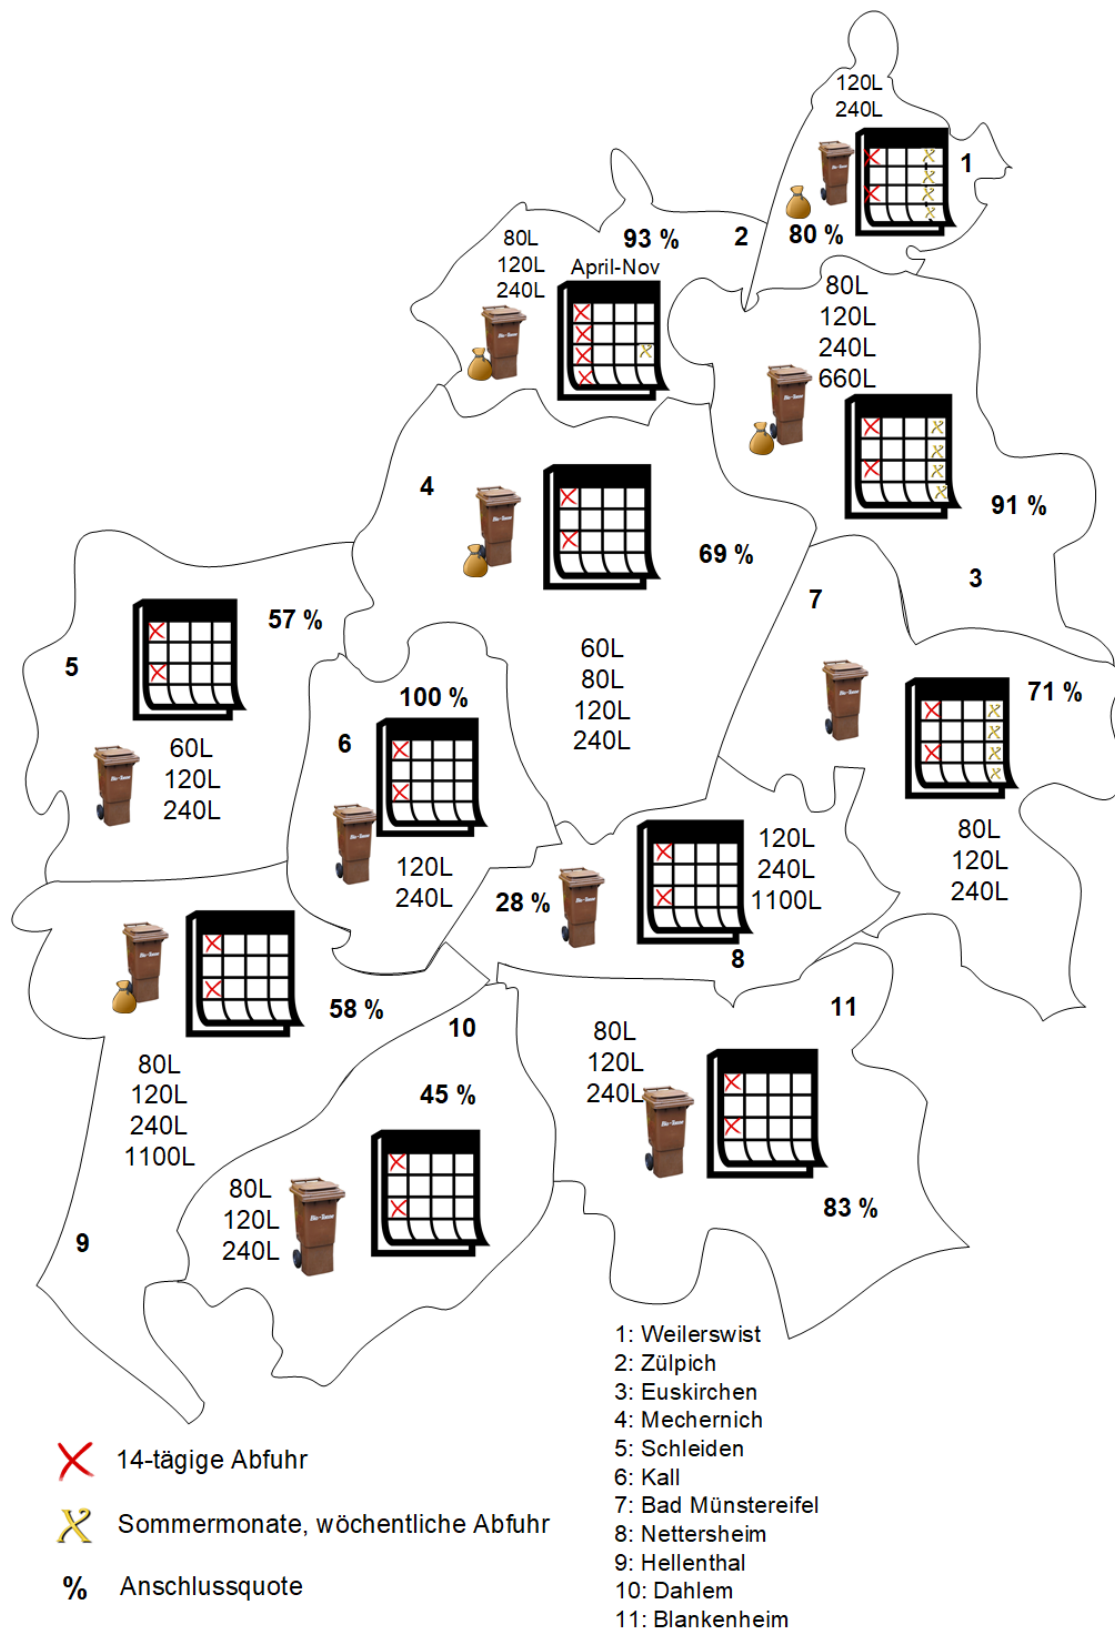 120L
240L
1
80 %
93 %
2
80L
120L
240L
April-Nov
80L
120L
240L
660L
91 %
3
4
69 %
60L
80L
120L
240L
57 %
5
60L
120L
240L
100 %
6
120L
240L
7
71 %
80L
120L
240L
28 %
120L
240L
1100L
8
58 %
80L
120L
240L
1100L
9
10
45 %
80L
120L
240L
11
80L
120L
240L
83 %
1: Weilerswist
2: Zülpich
3: Euskirchen
4: Mechernich
5: Schleiden
6: Kall
7: Bad Münstereifel
8: Nettersheim
9: Hellenthal
10: Dahlem
11: Blankenheim
14-tägige Abfuhr
Sommermonate, wöchentliche Abfuhr
% Anschlussquote